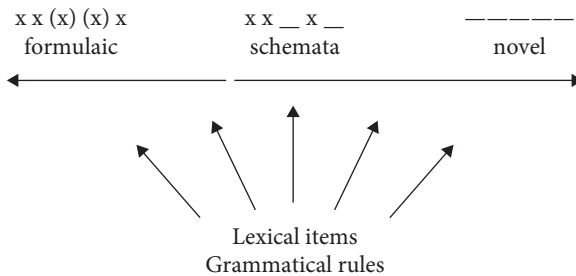 x x (x) (x) x
formulaic
x x __ x __
schemata
— — — — —
novel
Lexical items
Grammatical rules